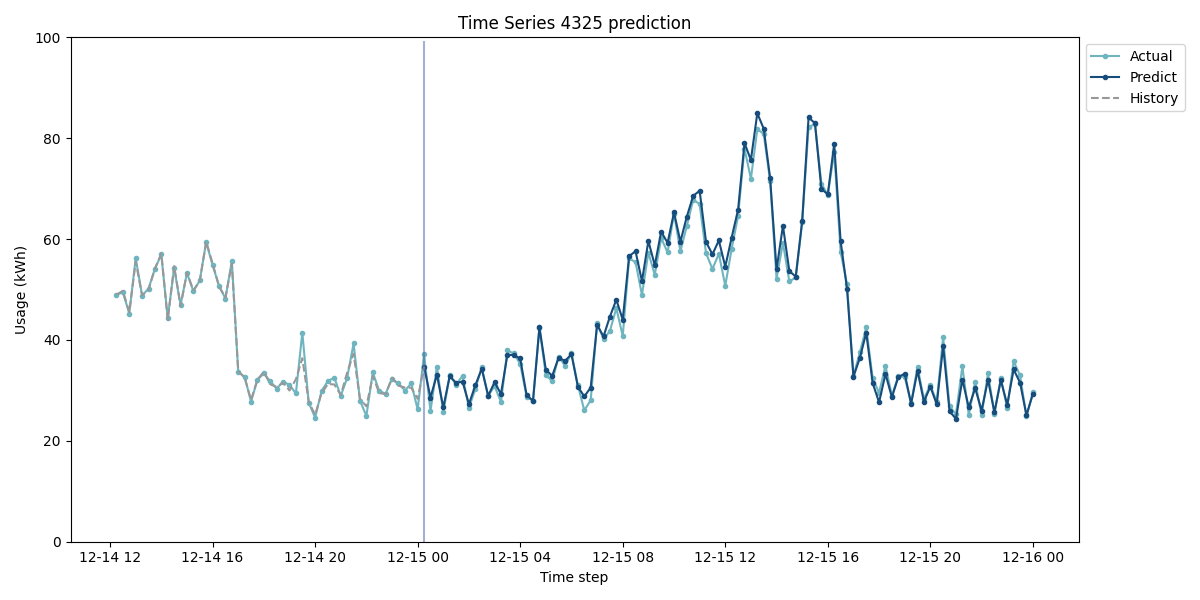 Time Series 4325 prediction
Actual
Predict
History
Usage (kWh)
100
80
60
40
20
0
12-14 12
12-14 16
12-14 20
12-15 00
12-15 04
12-15 08
12-15 12
12-15 16
12-15 20
12-16 00
Time step